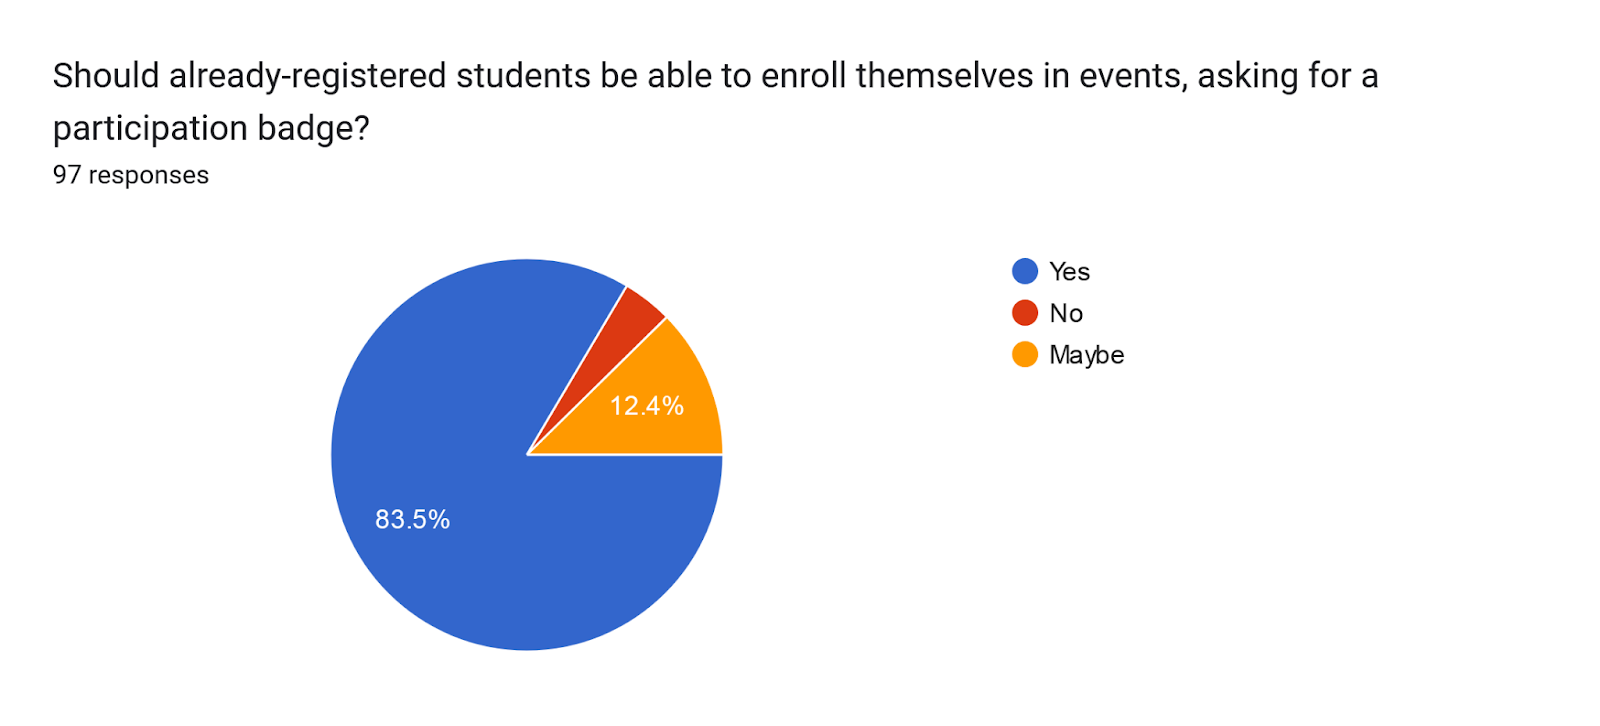 Should already-registered students be able to enroll themselves in events, asking for a
participation badge?
97 responses
Yes
No
Maybe
12.4%
83.5%